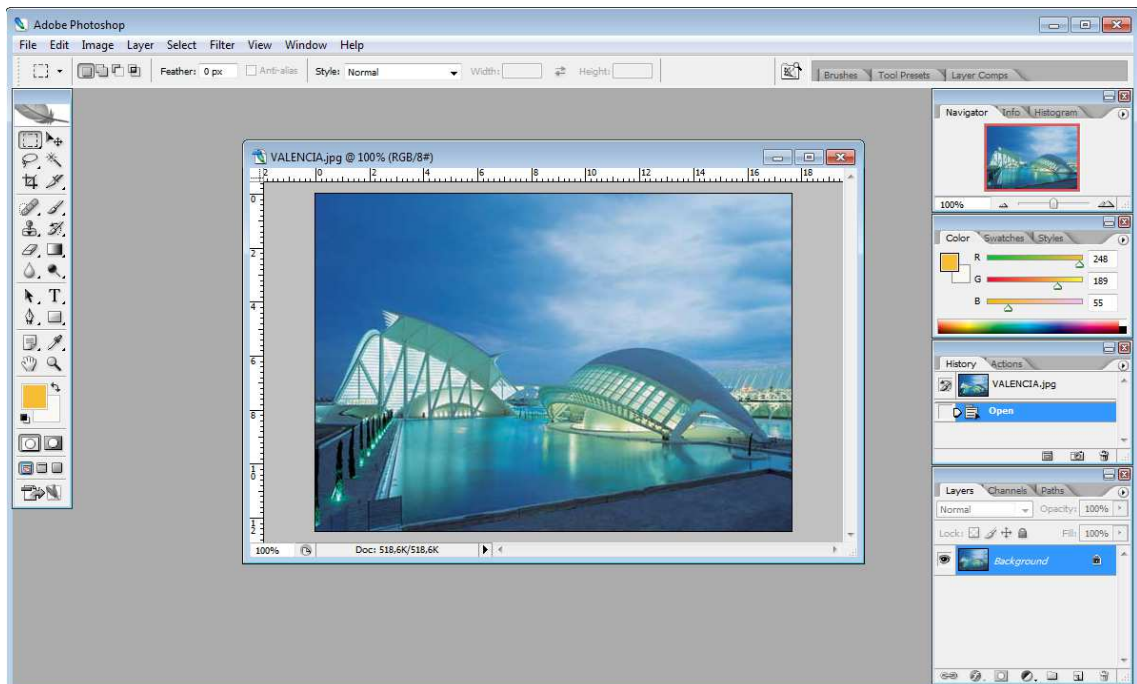 Adobe Photoshop
File Edit Image Layer Select Filter View Window Help
Feather: 0 px Anti-alias Style: Normal Width: Height: Brushes Tool Presets Layer Comps
Navigator Info Histogram
100%
Color Swatches Styles
R 248
G 189
B 55
History Actions
VALENCIA.jpg
Open
Layers Channels Paths
Normal Opacity: 100%
Lock: Fill: 100%
Background
T
VALENCIA.jpg @ 100% (RGB/8#)
2 0 2 4 6 8 10 12 14 16 18
0
2
4
6
8
10
12
100% Doc: 518,6K/518,6K